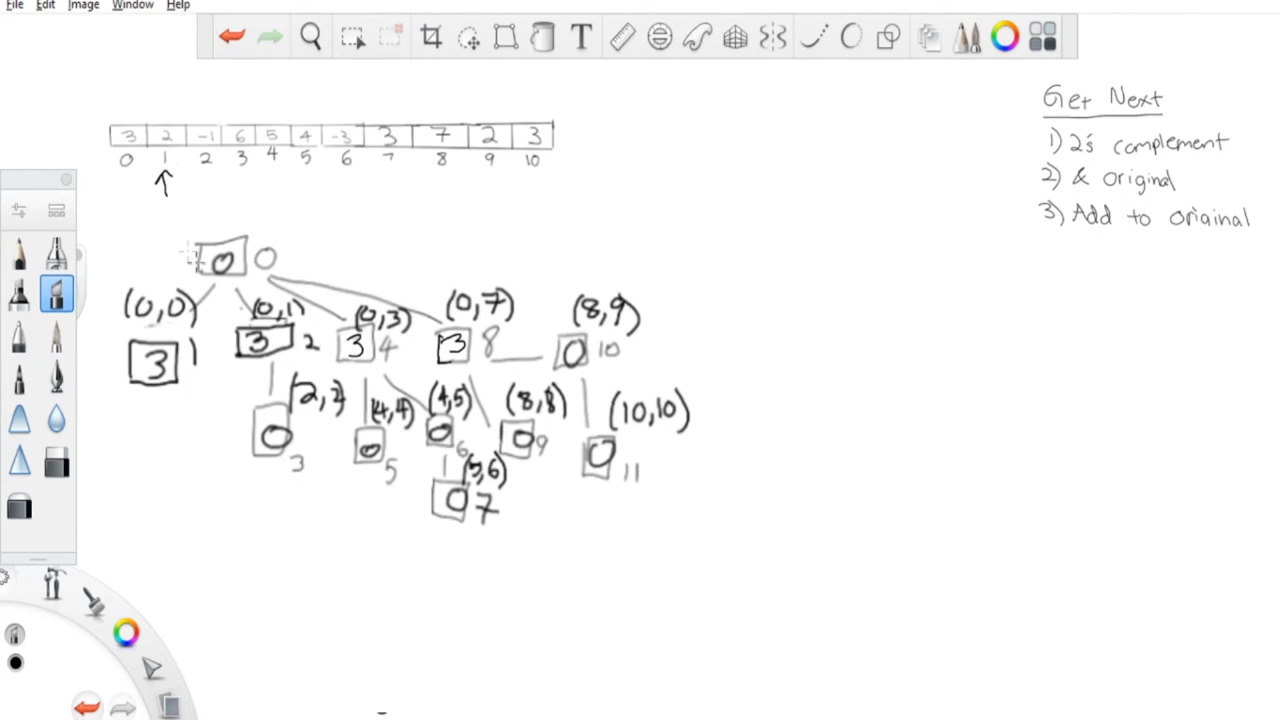 File Edit Window Help
T
3 2 -1 6 5 4 -3 3 7 2 3
0 1 2 3 4 5 6 7 8 9 10
Get Next
1) 2's complement
2) & original
3) Add to original
0 0
(0,0) (0,1) (0,3) (0,7) (8,9)
3 1 3 2 3 4 3 8 0 10
(2,2) (4,4) (4,5) (8,8) (10,10)
0 3 0 5 0 6 0 9 0 11
(5,6)
0 7